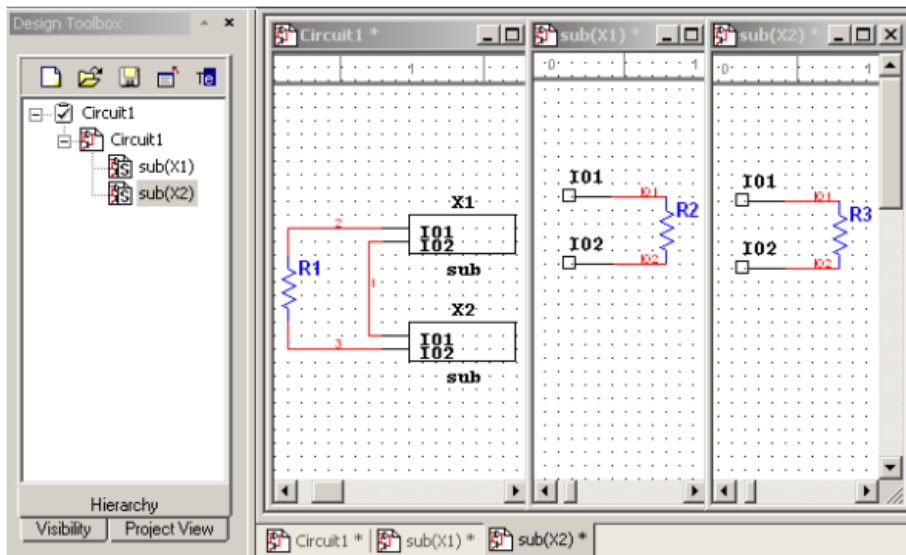 Design Toolbox
Circuit1
Circuit1
sub(X1)
sub(X2)
Hierarchy
Visibility
Project View
Circuit1 *
1
2
R1
1
3
X1
IO1
IO2
sub
X2
IO1
IO2
sub
sub(X1) *
0
1
IO1
IO1
R2
IO2
IO2
sub(X2) *
0
1
IO1
IO1
R3
IO2
IO2
Circuit1 *
sub(X1) *
sub(X2) *